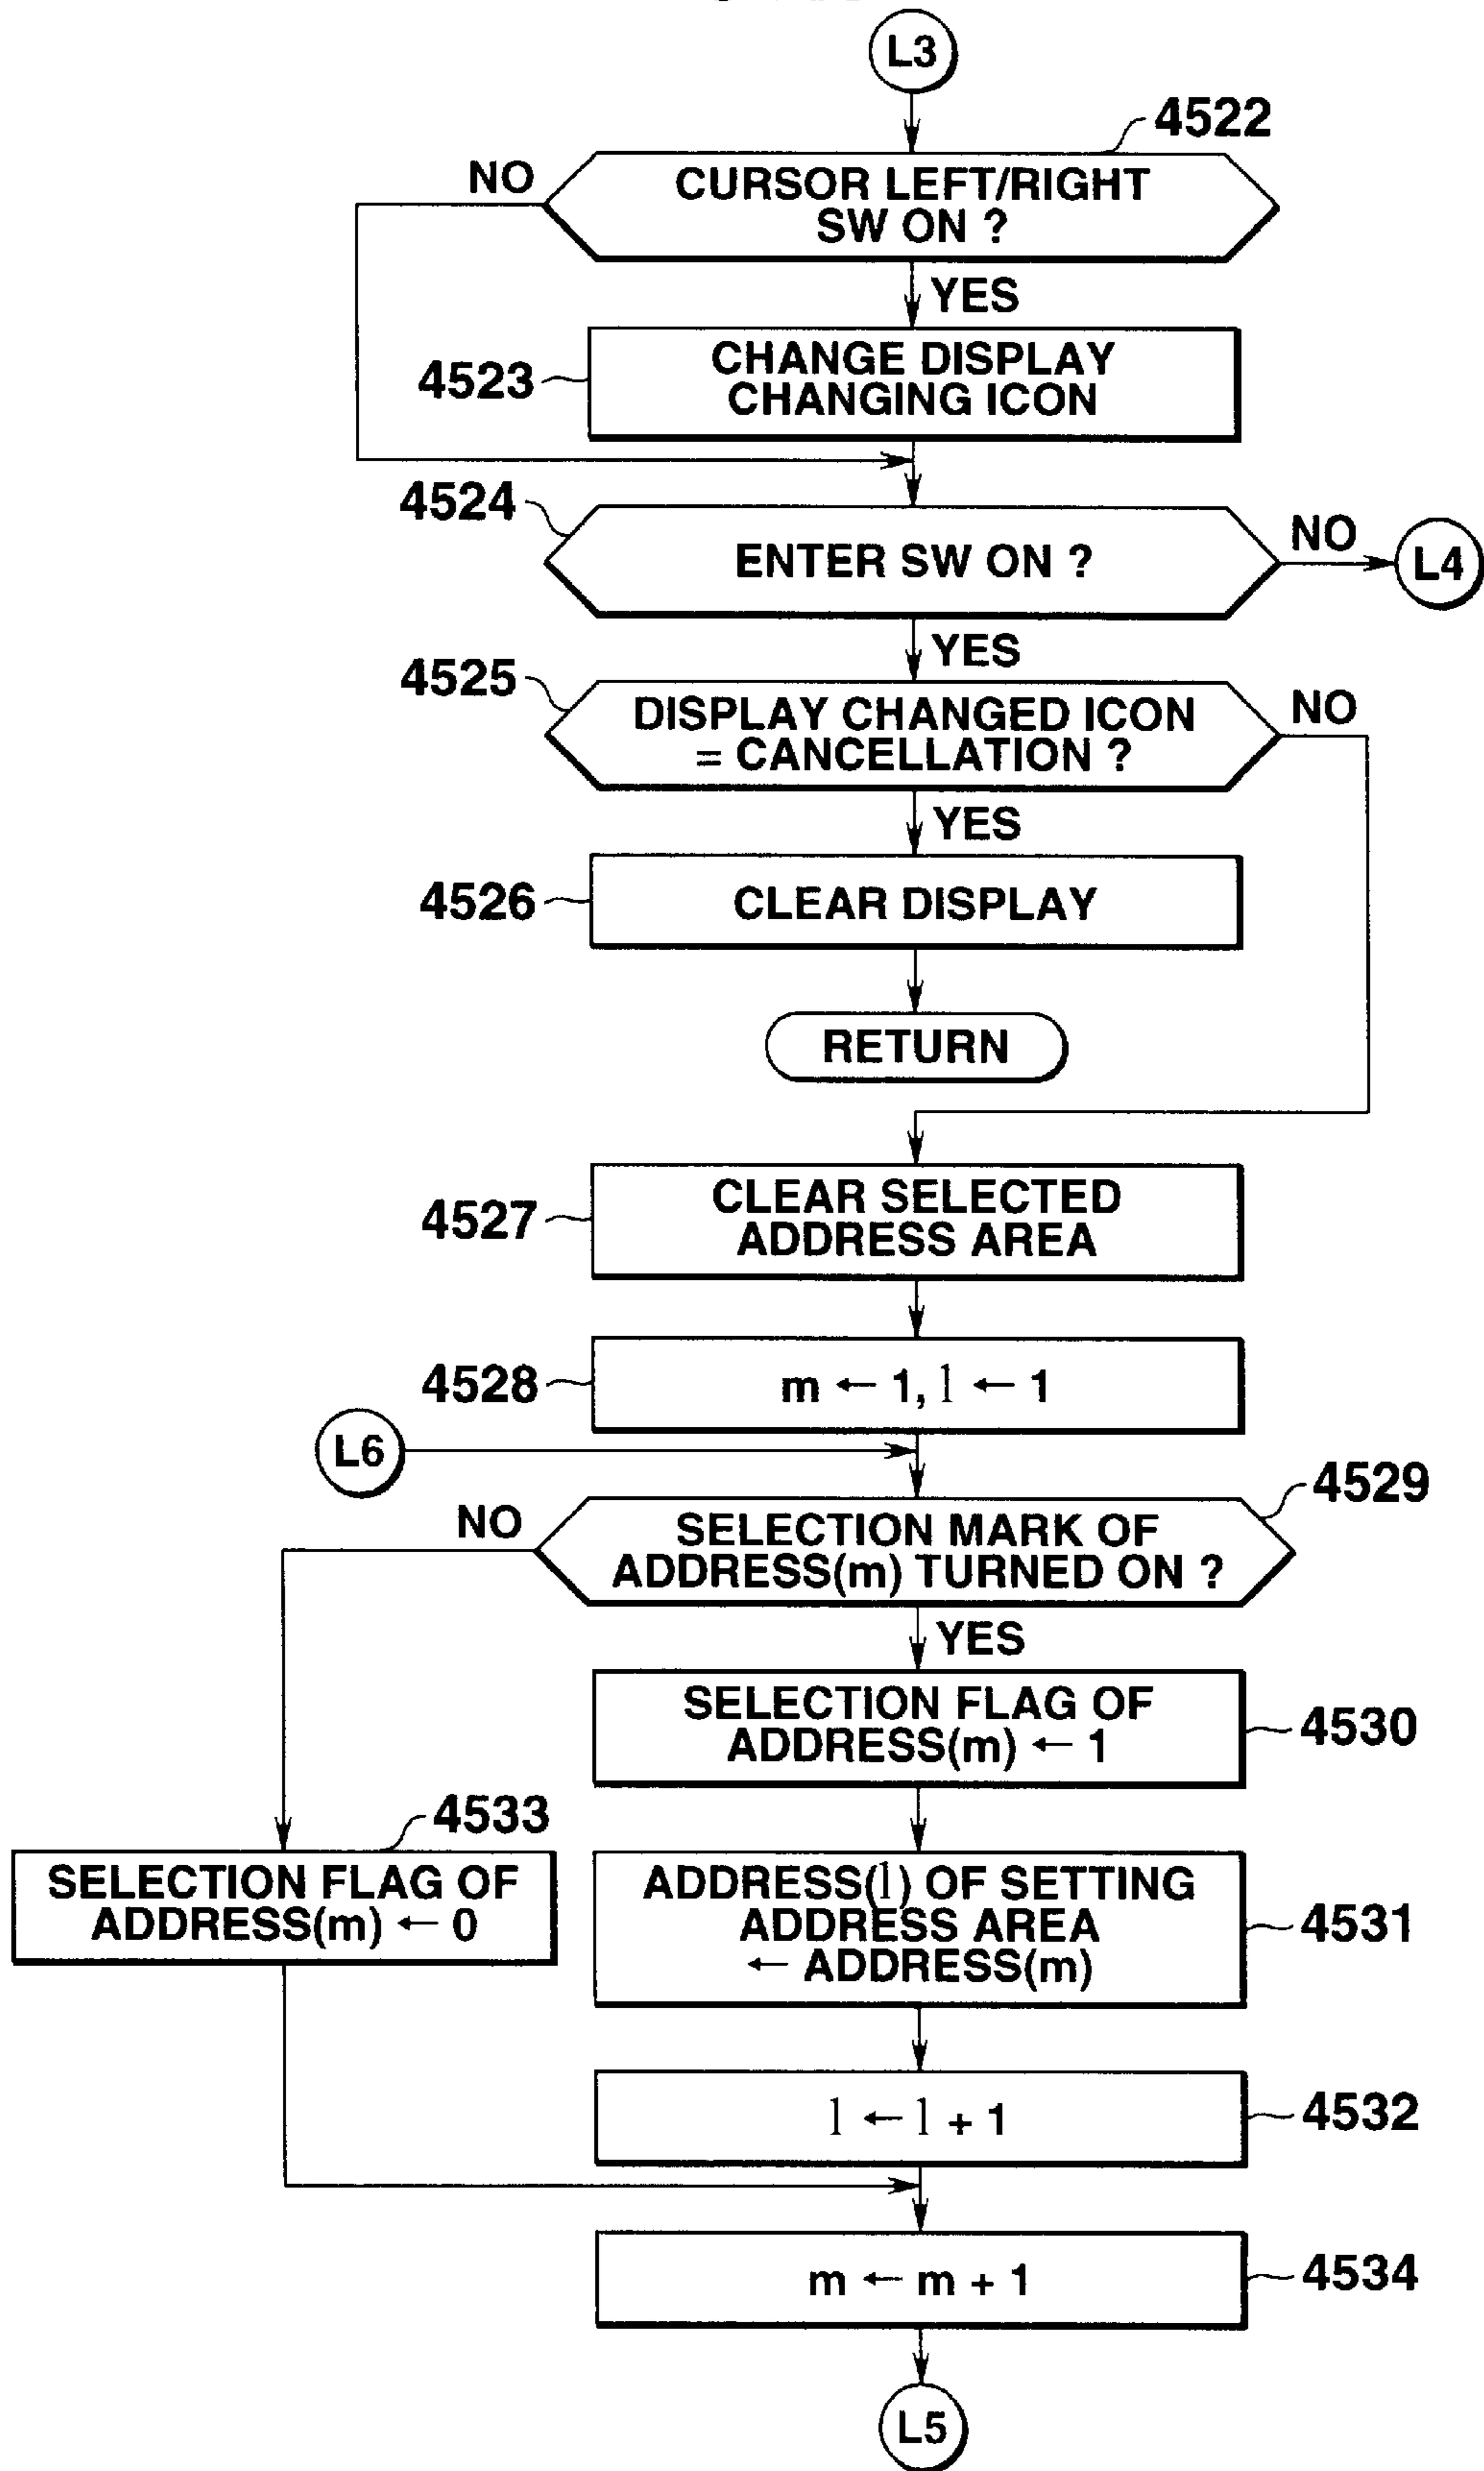 L3
4522
NO
CURSOR LEFT/RIGHT
SW ON ?
YES
4523
CHANGE DISPLAY
CHANGING ICON
4524
ENTER SW ON ?
NO
L4
YES
4525
DISPLAY CHANGED ICON
= CANCELLATION ?
NO
YES
4526
CLEAR DISPLAY
RETURN
4527
CLEAR SELECTED
ADDRESS AREA
4528
m ← 1, l ← 1
L6
4529
NO
SELECTION MARK OF
ADDRESS(m) TURNED ON ?
YES
SELECTION FLAG OF
ADDRESS(m) ← 1
4530
4533
SELECTION FLAG OF
ADDRESS(m) ← 0
ADDRESS(l) OF SETTING
ADDRESS AREA
← ADDRESS(m)
4531
l ← l + 1
4532
m ← m + 1
4534
L5